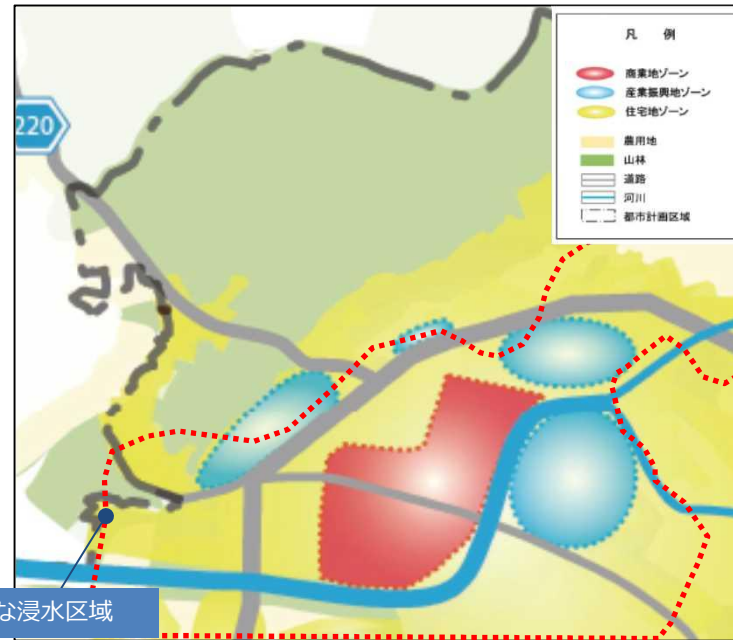 凡　例
商業地ゾーン
産業振興地ゾーン
住宅地ゾーン
農用地
山林
道路
河川
都市計画区域
220
な浸水区域